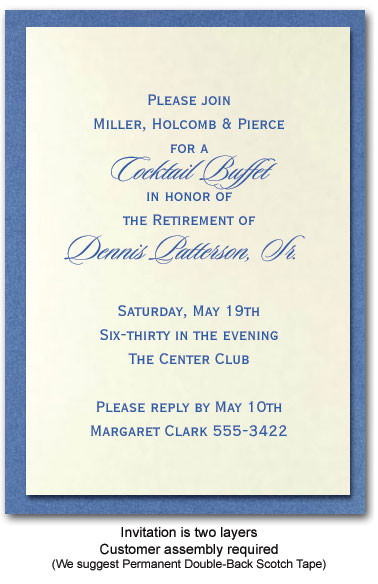 Please join
Miller, Holcomb & Pierce
for a
Cocktail Buffet
in honor of
the Retirement of
Dennis Patterson, Sr.
Saturday, May 19th
Six-thirty in the evening
The Center Club
Please reply by May 10th
Margaret Clark 555-3422
Invitation is two layers
Customer assembly required
(We suggest Permanent Double-Back Scotch Tape)